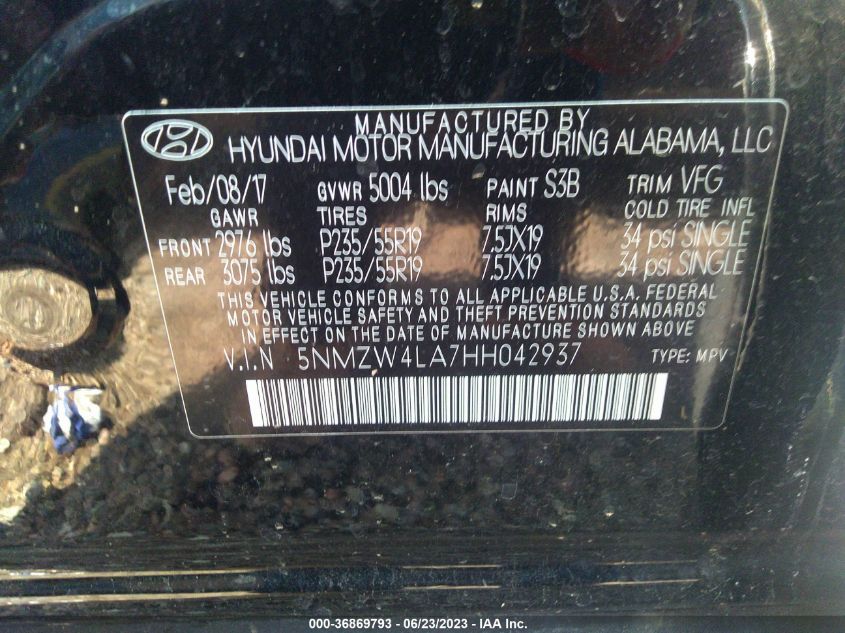 MANUFACTURED BY
HYUNDAI MOTOR MANUFACTURING ALABAMA, LLC
Feb/08/17 GVWR 5004 lbs PAINT S3B TRIM VFG
GAWR TIRES RIMS COLD TIRE INFL
FRONT 2976 lbs P235/55R19 7.5JX19 34 psi SINGLE
REAR 3075 lbs P235/55R19 7.5JX19 34 psi SINGLE
THIS VEHICLE CONFORMS TO ALL APPLICABLE U.S.A. FEDERAL
MOTOR VEHICLE SAFETY AND THEFT PREVENTION STANDARDS
IN EFFECT ON THE DATE OF MANUFACTURE SHOWN ABOVE
V.I.N 5NMZW4LA7HH042937 TYPE: MPV
000-36869793 - 06/23/2023 - IAA Inc.